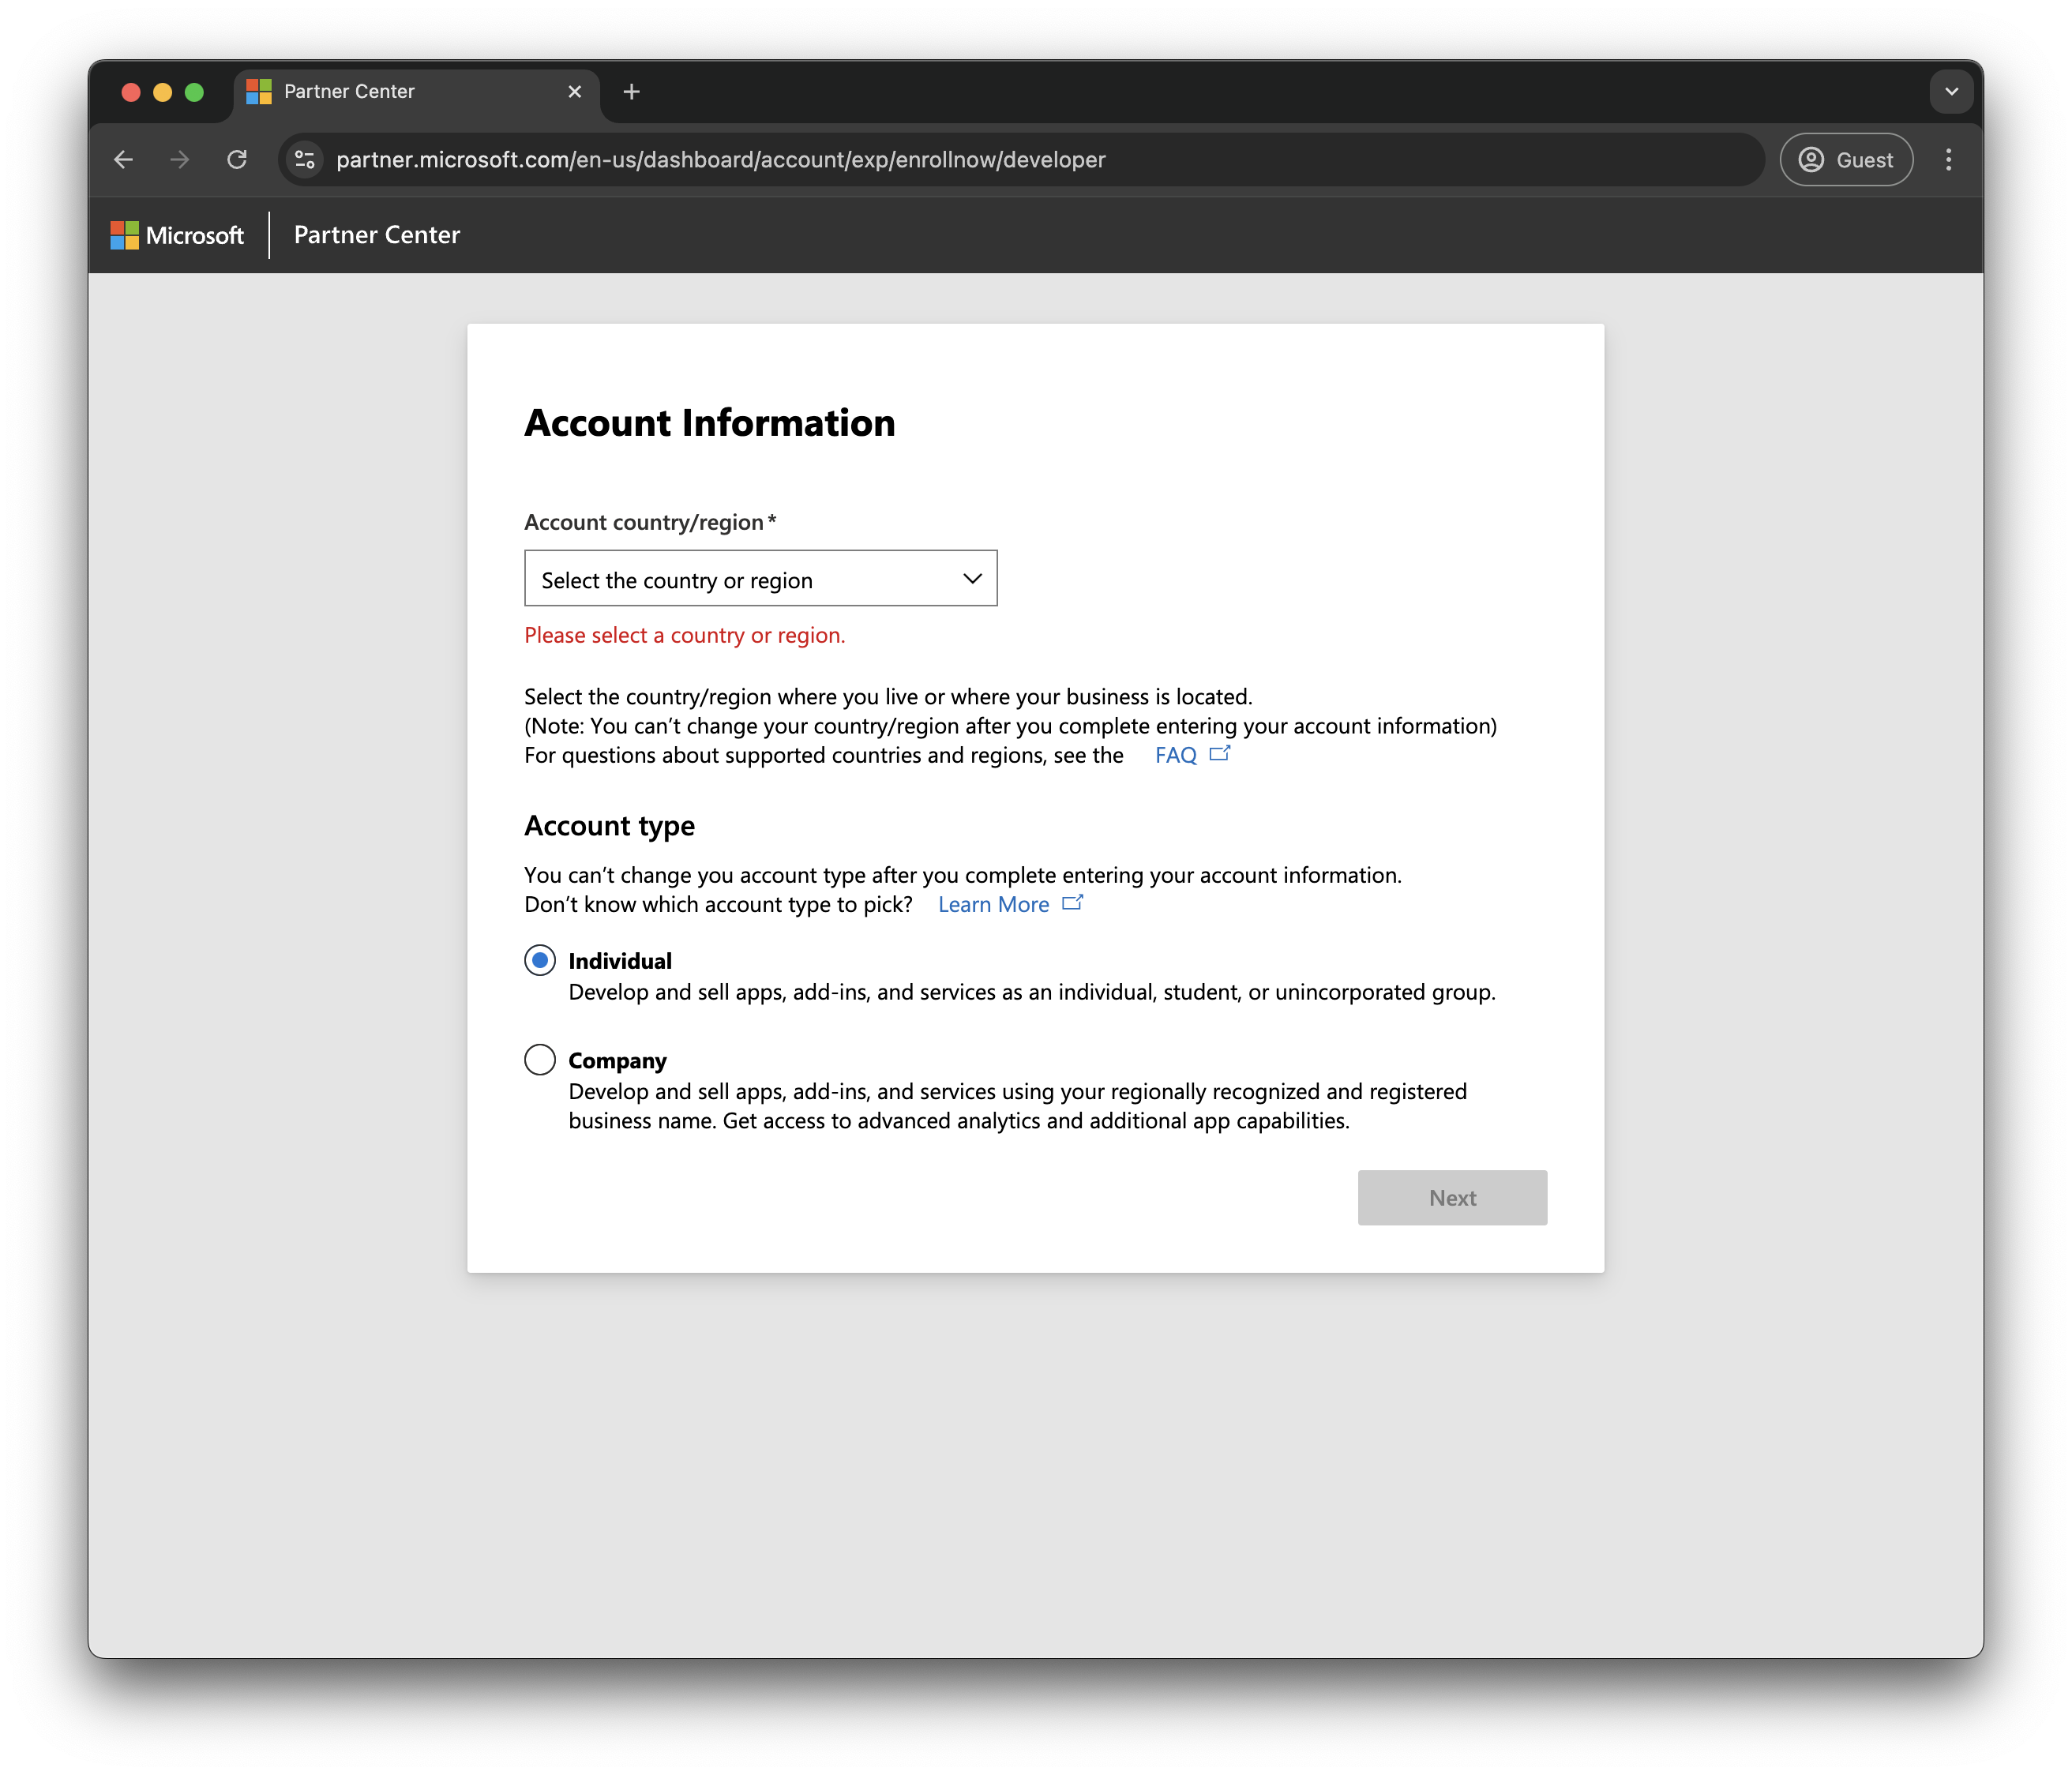 Partner Center
partner.microsoft.com/en-us/dashboard/account/exp/enrollnow/developer
Guest
Microsoft
Partner Center
Account Information
Account country/region*
Select the country or region
Please select a country or region.
Select the country/region where you live or where your business is located.
(Note: You can't change your country/region after you complete entering your account information)
For questions about supported countries and regions, see the FAQ
Account type
You can't change you account type after you complete entering your account information.
Don't know which account type to pick? Learn More
Individual
Develop and sell apps, add-ins, and services as an individual, student, or unincorporated group.
Company
Develop and sell apps, add-ins, and services using your regionally recognized and registered
business name. Get access to advanced analytics and additional app capabilities.
Next